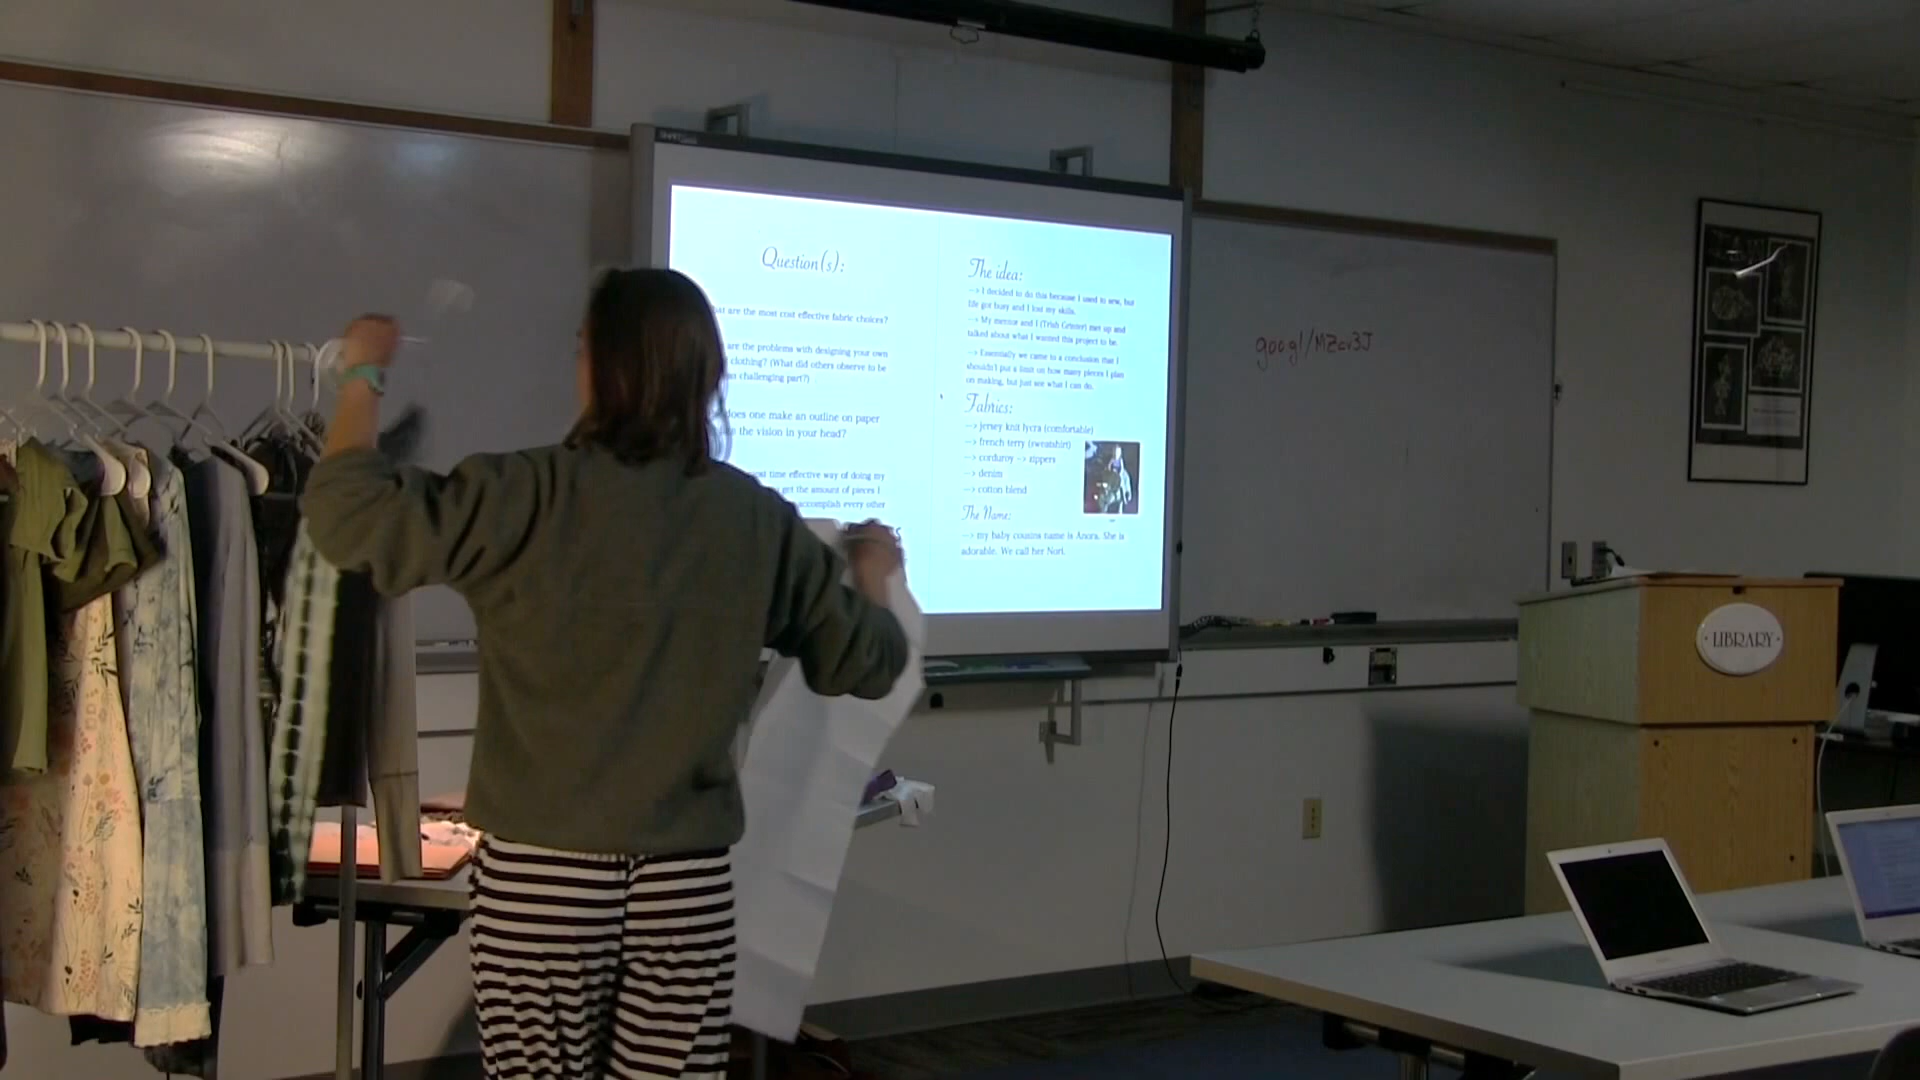 Question(s):
are the most cost effective fabric choices?
are the problems with designing your own
clothing? (What did others observe to be
challenging part?)
does one make an outline on paper
the vision in your head?
time effective way of doing my
get the amount of pieces I
accomplish every other
The idea:
--> I decided to do this because I used to sew, but
life got busy and I lost my skills.
--> My mentor and I (Trish Cetone) met up and
talked about what I wanted this project to be.
--> Essentially we came to a conclusion that I
shouldn't put a limit on how many pieces I plan
on making, but just see what I can do.
Fabrics:
--> jersey knit lycra (comfortable)
--> french terry (sweatshirt)
--> corduroy --> zippers
--> denim
--> cotton blend
The Name:
--> my baby cousins name is Anora. She is
adorable. We call her Nori.
goog!/MZcv3J
LIBRARY